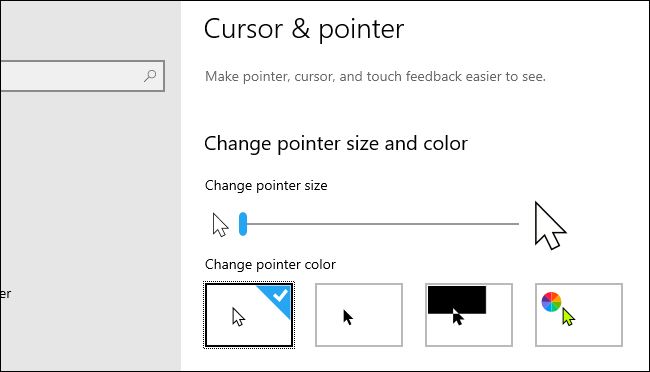 Cursor & pointer
Make pointer, cursor, and touch feedback easier to see.
Change pointer size and color
Change pointer size
Change pointer color
er